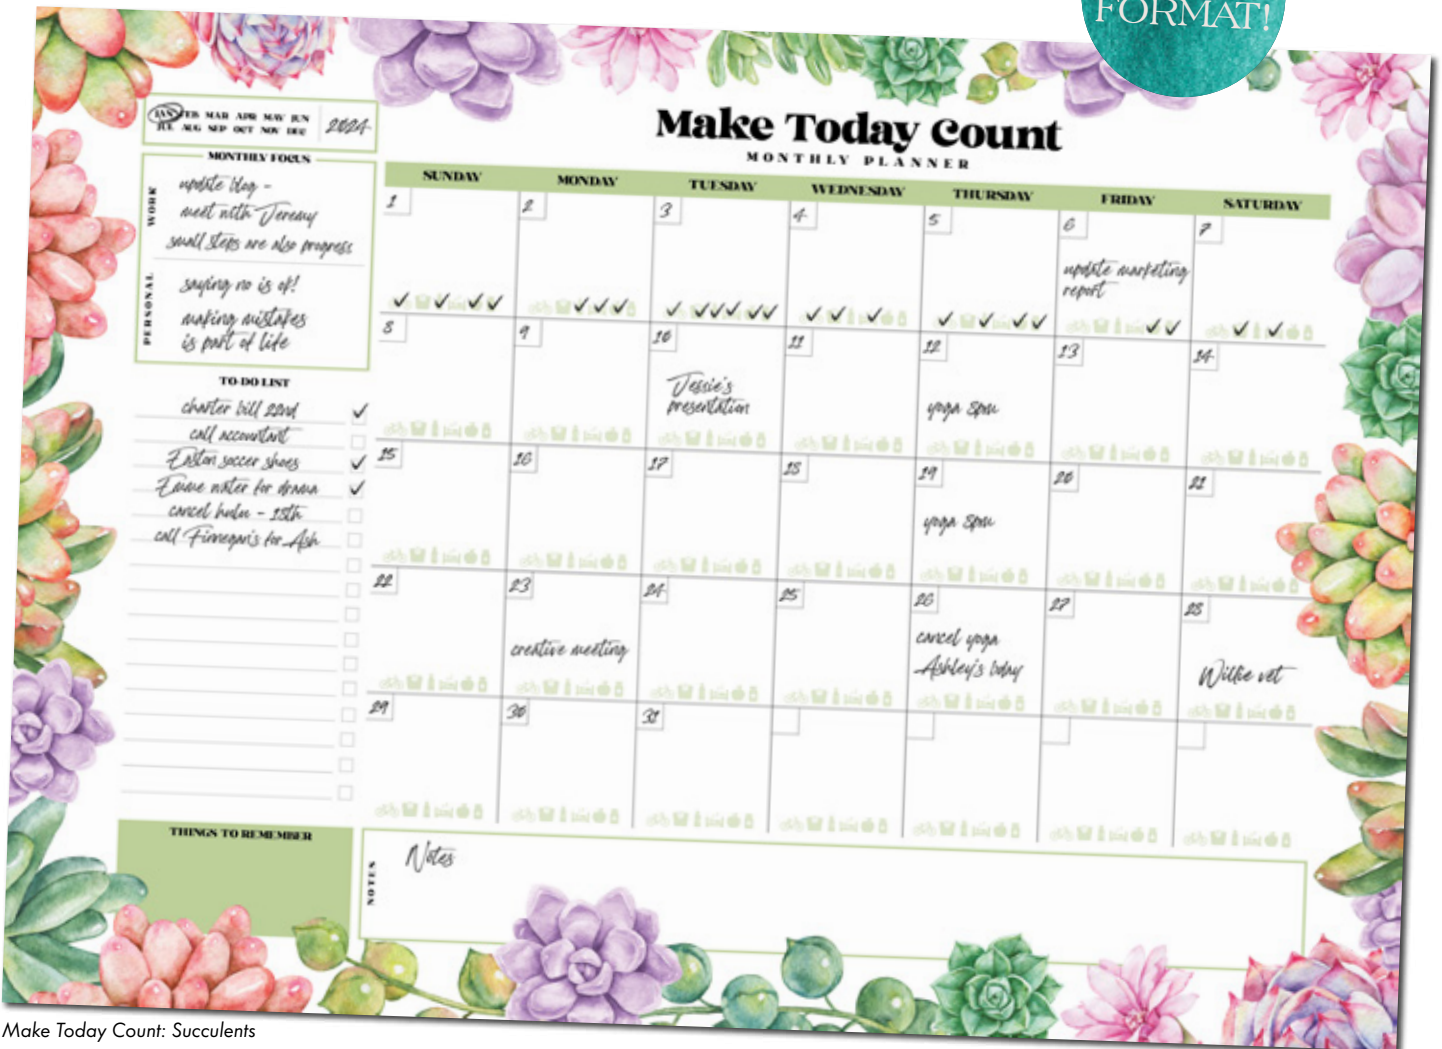 FORMAT!
JAN FEB MAR APR MAY JUN
JUL AUG SEP OCT NOV DEC
2024
Make Today Count
MONTHLY PLANNER
MONTHLY FOCUS
WORK
update blog -
meet with Jeremy
small steps are also progress
PERSONAL
saying no is ok!
making mistakes
is part of life
TO DO LIST
charter bill 22nd
call accountant
Easton soccer shoes
Emme water for drama
cancel hulu - 18th
call Finnegan's for Ash
SUNDAY MONDAY TUESDAY WEDNESDAY THURSDAY FRIDAY SATURDAY
1 2 3 4 5 6 7
update marketing
report
8 9 10 11 12 13 14
Jessie's
presentation
yoga 8pm
15 16 17 18 19 20 21
yoga 8pm
22 23 24 25 26 27 28
creative meeting
cancel yoga
Ashley's bday
Willie vet
29 30 31
THINGS TO REMEMBER
NOTES
Notes
Make Today Count: Succulents